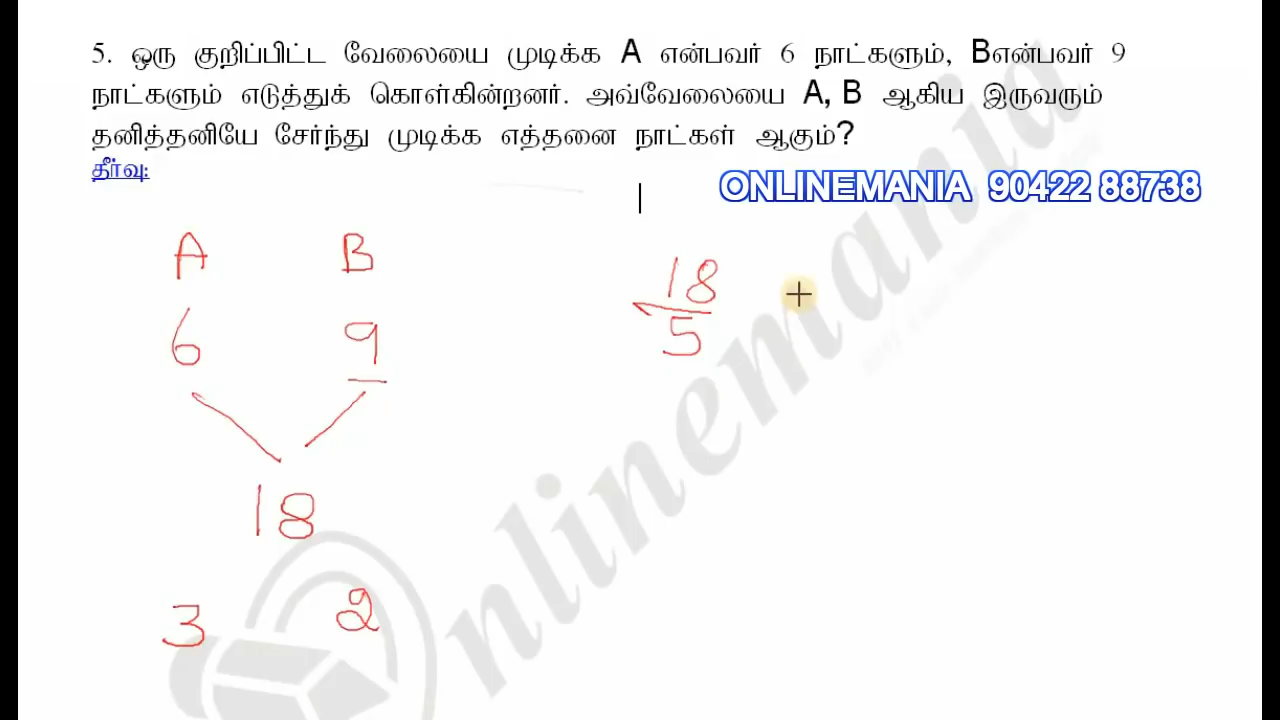 5. ஒரு குறிப்பிட்ட வேலையை முடிக்க A என்பவர் 6 நாட்களும், Bஎன்பவர் 9
நாட்களும் எடுத்துக் கொள்கின்றனர். அவ்வேலையை A, B ஆகிய இருவரும்
தனித்தனியே சேர்ந்து முடிக்க எத்தனை நாட்கள் ஆகும்?
தீர்வு:
ONLINEMANIA 90422 88738
A B
18
6 9
5
18
3 2
Onlinemania